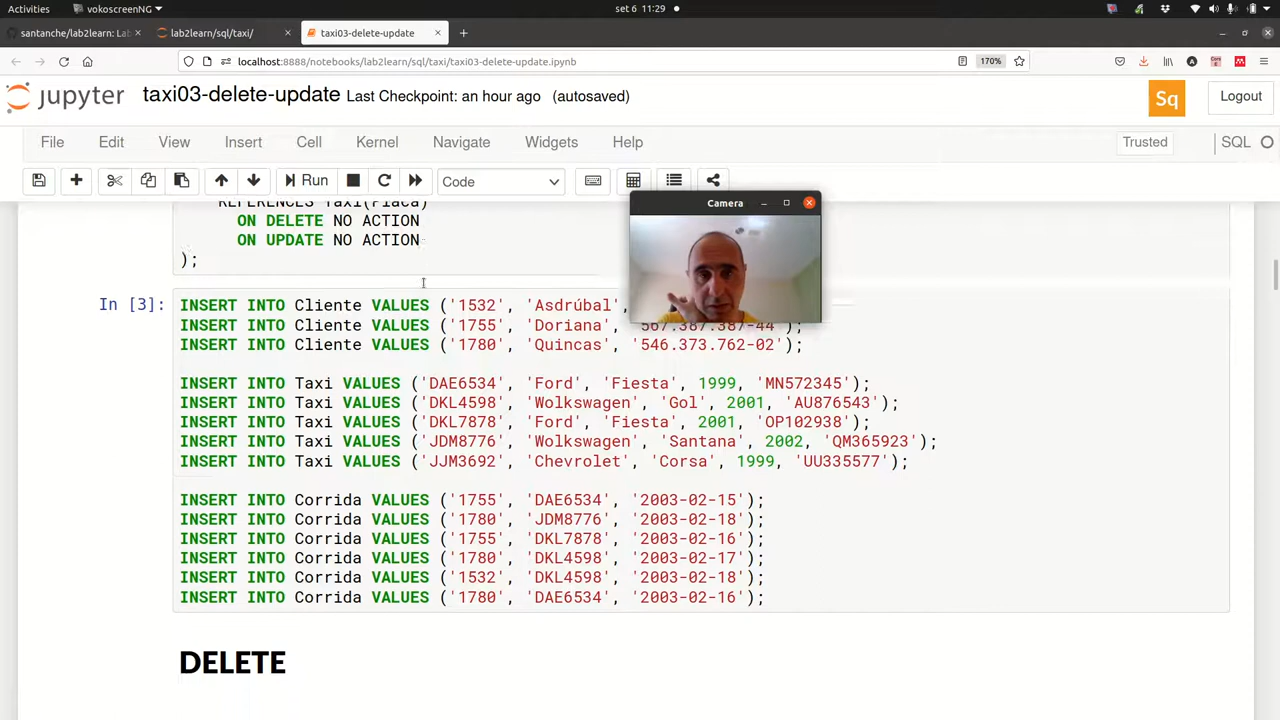 Activities
vokoscreenNG
set 6 11:29
santanche/lab2learn: Lab
lab2learn/sql/taxi/
taxi03-delete-update
localhost:8888/notebooks/lab2learn/sql/taxi/taxi03-delete-update.ipynb
170%
jupyter
taxi03-delete-update Last Checkpoint: an hour ago (autosaved)
Sq
Logout
File Edit View Insert Cell Kernel Navigate Widgets Help
Trusted
SQL
Run
Code
Camera
REFERENCES Taxi(Placa)
ON DELETE NO ACTION
ON UPDATE NO ACTION
);
In [3]:
INSERT INTO Cliente VALUES ('1532', 'Asdrúbal',
INSERT INTO Cliente VALUES ('1755', 'Doriana', '567.387.387-44');
INSERT INTO Cliente VALUES ('1780', 'Quincas', '546.373.762-02');
INSERT INTO Taxi VALUES ('DAE6534', 'Ford', 'Fiesta', 1999, 'MN572345');
INSERT INTO Taxi VALUES ('DKL4598', 'Wolkswagen', 'Gol', 2001, 'AU876543');
INSERT INTO Taxi VALUES ('DKL7878', 'Ford', 'Fiesta', 2001, 'OP102938');
INSERT INTO Taxi VALUES ('JDM8776', 'Wolkswagen', 'Santana', 2002, 'QM365923');
INSERT INTO Taxi VALUES ('JJM3692', 'Chevrolet', 'Corsa', 1999, 'UU335577');
INSERT INTO Corrida VALUES ('1755', 'DAE6534', '2003-02-15');
INSERT INTO Corrida VALUES ('1780', 'JDM8776', '2003-02-18');
INSERT INTO Corrida VALUES ('1755', 'DKL7878', '2003-02-16');
INSERT INTO Corrida VALUES ('1780', 'DKL4598', '2003-02-17');
INSERT INTO Corrida VALUES ('1532', 'DKL4598', '2003-02-18');
INSERT INTO Corrida VALUES ('1780', 'DAE6534', '2003-02-16');
DELETE